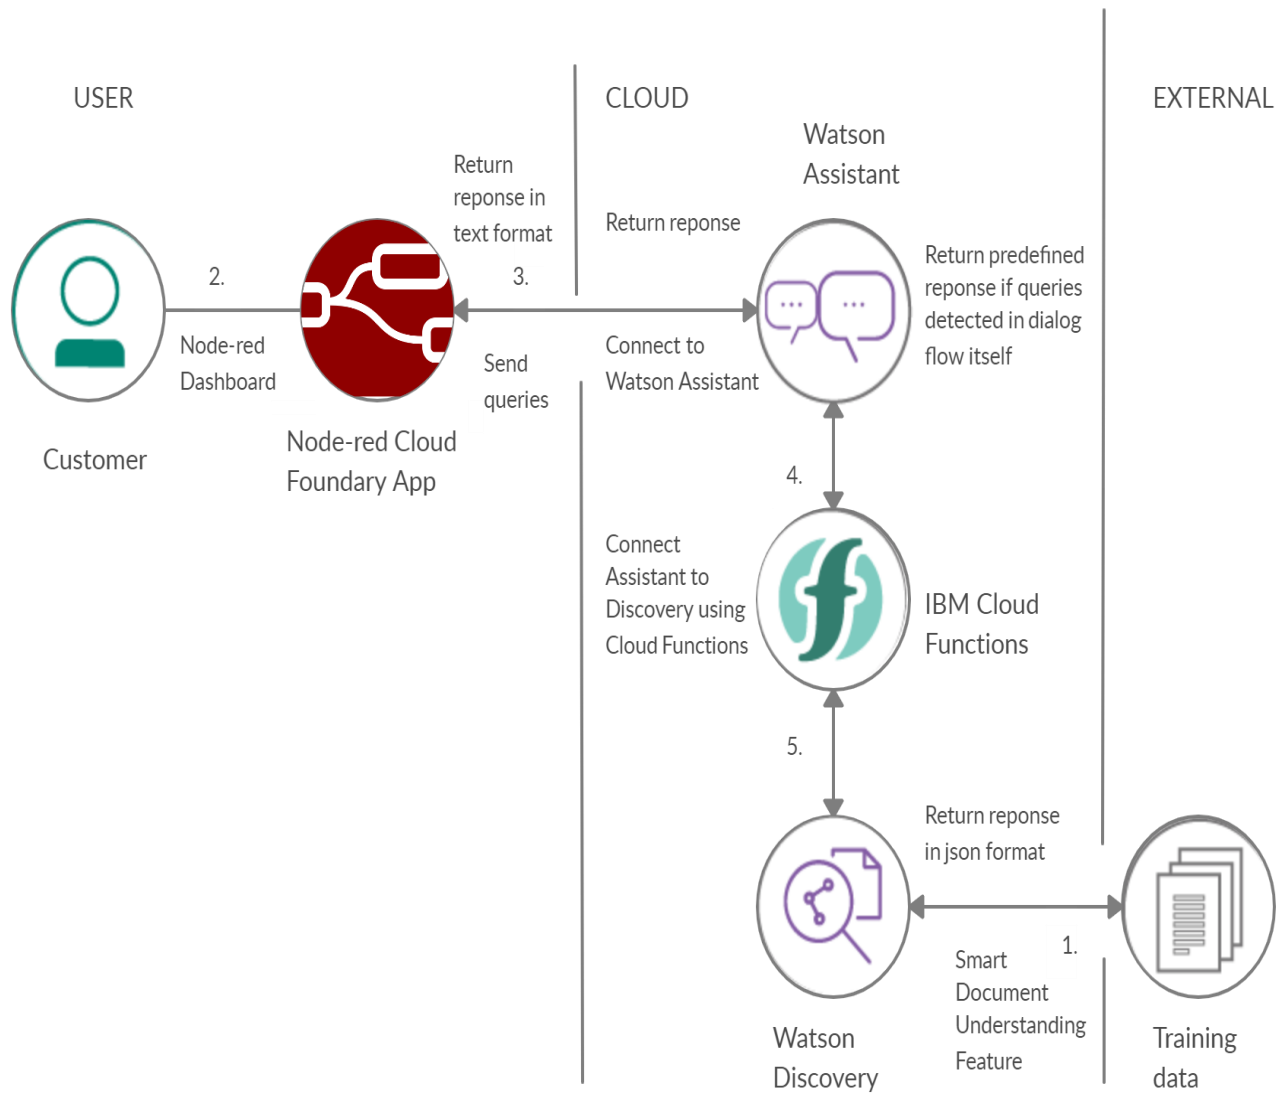 USER
CLOUD
EXTERNAL
Watson
Assistant
Return
reponse in
text format
Return reponse
Return predefined
reponse if queries
detected in dialog
flow itself
2.
3.
Node-red
Dashboard
Send
queries
Connect to
Watson Assistant
Customer
Node-red Cloud
Foundary App
4.
Connect
Assistant to
Discovery using
Cloud Functions
IBM Cloud
Functions
5.
Return reponse
in json format
1.
Smart
Document
Understanding
Feature
Watson
Discovery
Training
data